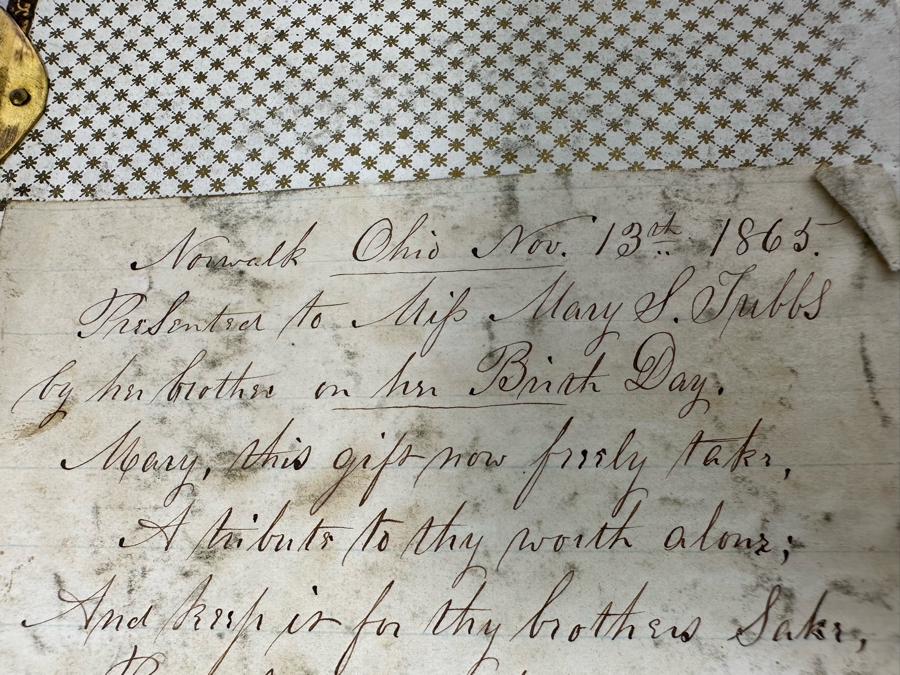 Norwalk Ohio Nov. 13th 1865.
Presented to Miss Mary S. Tubbs
by her brother on her Birth Day.
Mary, this gift now freely take,
A tribute to thy worth alone;
And keep it for thy brothers Sake,